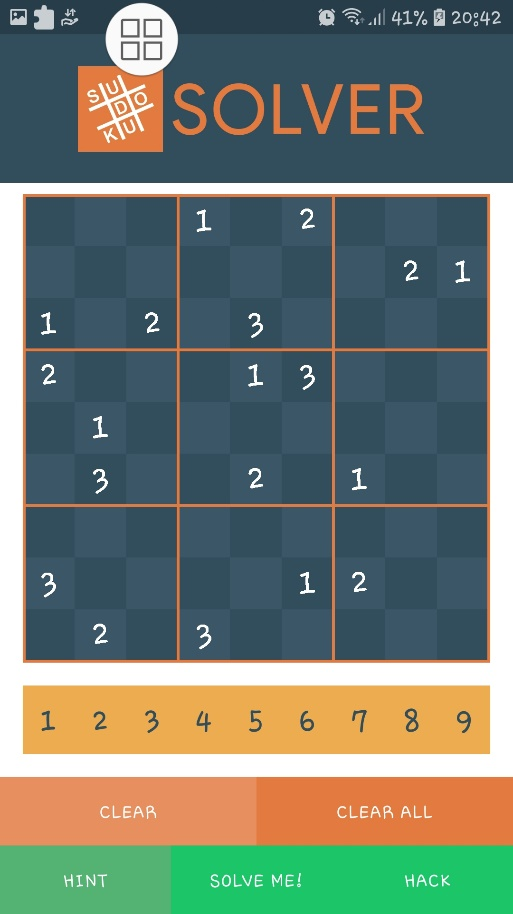 41% 20:42
SUDOKU SOLVER
1 2
2 1
1 2 3
2 1 3
1
3 2 1
3 1 2
2 3
1 2 3 4 5 6 7 8 9
CLEAR CLEAR ALL
HINT SOLVE ME! HACK